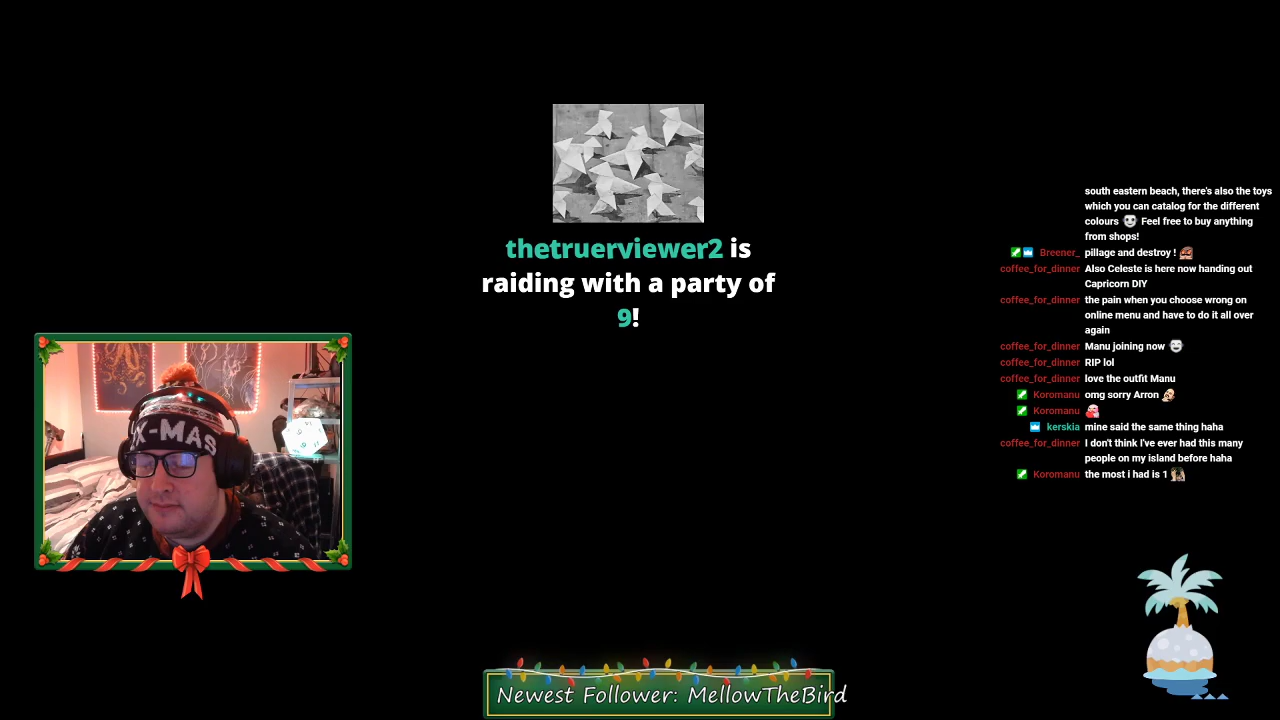 thetruerviewer2 is
raiding with a party of
9!
south eastern beach, there's also the toys
which you can catalog for the different
colours Feel free to buy anything
from shops!
Breener_ pillage and destroy !
coffee_for_dinner Also Celeste is here now handing out
Capricorn DIY
coffee_for_dinner the pain when you choose wrong on
online menu and have to do it all over
again
coffee_for_dinner Manu joining now
coffee_for_dinner RIP lol
coffee_for_dinner love the outfit Manu
Koromanu omg sorry Arron
Koromanu
kerskia mine said the same thing haha
coffee_for_dinner I don't think I've ever had this many
people on my island before haha
Koromanu the most i had is 1
X-MAS
Newest Follower: MellowTheBird